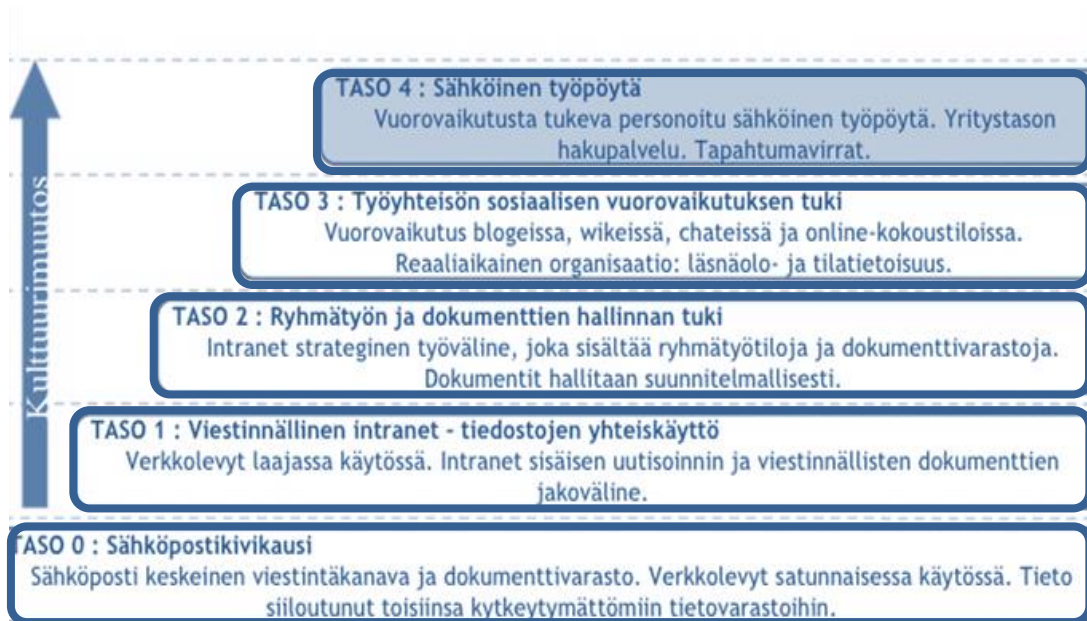 TASO 4 : Sähköinen työpöytä
Vuorovaikutusta tukeva personoitu sähköinen työpöytä. Yritystason
hakupalvelu. Tapahtumavirrat.
TASO 3 : Työyhteisön sosiaalisen vuorovaikutuksen tuki
Vuorovaikutus blogeissa, wikeissä, chateissä ja online-kokoustiloissa.
Reaaliaikainen organisaatio: läsnäolo- ja tilatietoisuus.
TASO 2 : Ryhmätyön ja dokumenttien hallinnan tuki
Intranet strateginen työväline, joka sisältää ryhmätyötiloja ja dokumenttivarastoja.
Dokumentit hallitaan suunnitelmallisesti.
TASO 1 : Viestinnällinen intranet - tiedostojen yhteiskäyttö
Verkkolevyt laajassa käytössä. Intranet sisäisen uutisoinnin ja viestinnällisten dokumenttien
jakoväline.
TASO 0 : Sähköpostikivikausi
Sähköposti keskeinen viestintäkanava ja dokumenttivarasto. Verkkolevyt satunnaisessa käytössä. Tieto
siiloutunut toisiinsa kytkeytymättömiin tietovarastoihin.
Kulttuurimuutos